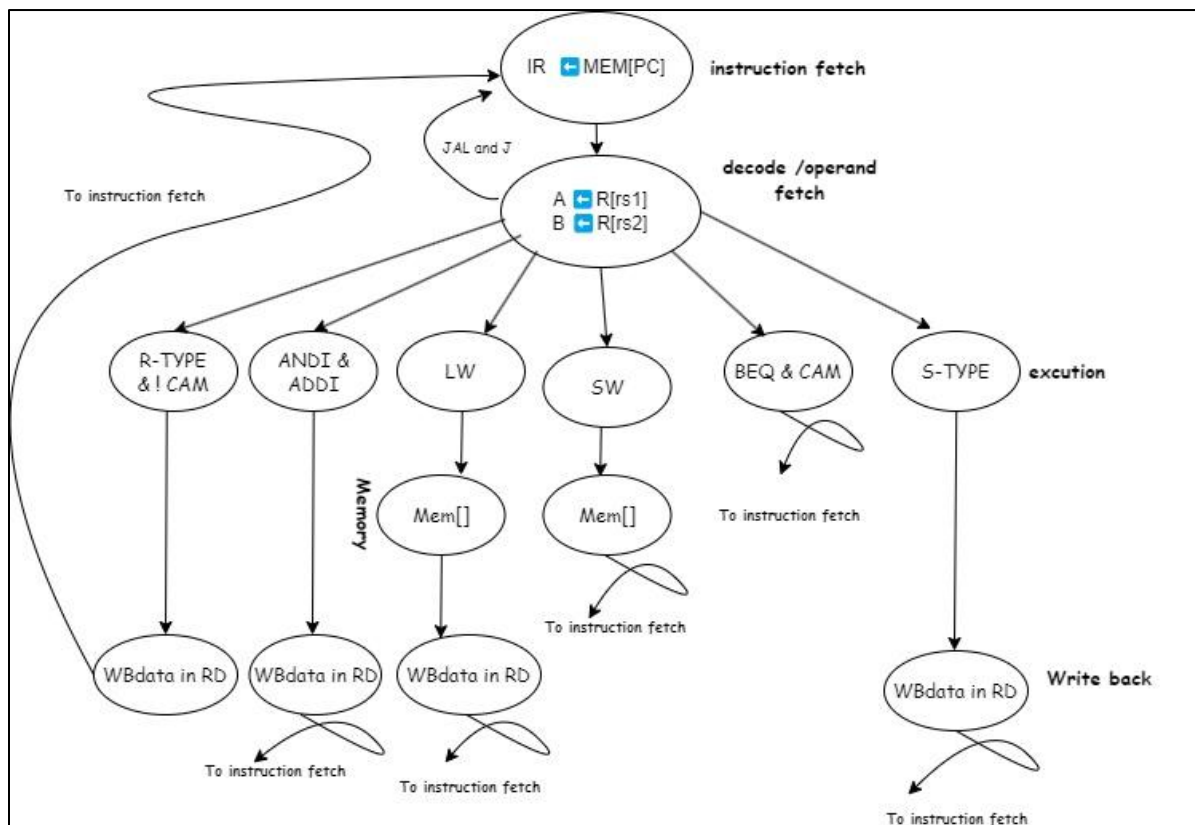 IR ⬅ MEM[PC]
instruction fetch
JAL and J
decode /operand
fetch
To instruction fetch
A ⬅ R[rs1]
B ⬅ R[rs2]
R-TYPE
& ! CAM
ANDI &
ADDI
LW
SW
BEQ & CAM
S-TYPE
excution
Memory
Mem[]
Mem[]
To instruction fetch
To instruction fetch
WBdata in RD
WBdata in RD
WBdata in RD
WBdata in RD
Write back
To instruction fetch
To instruction fetch
To instruction fetch